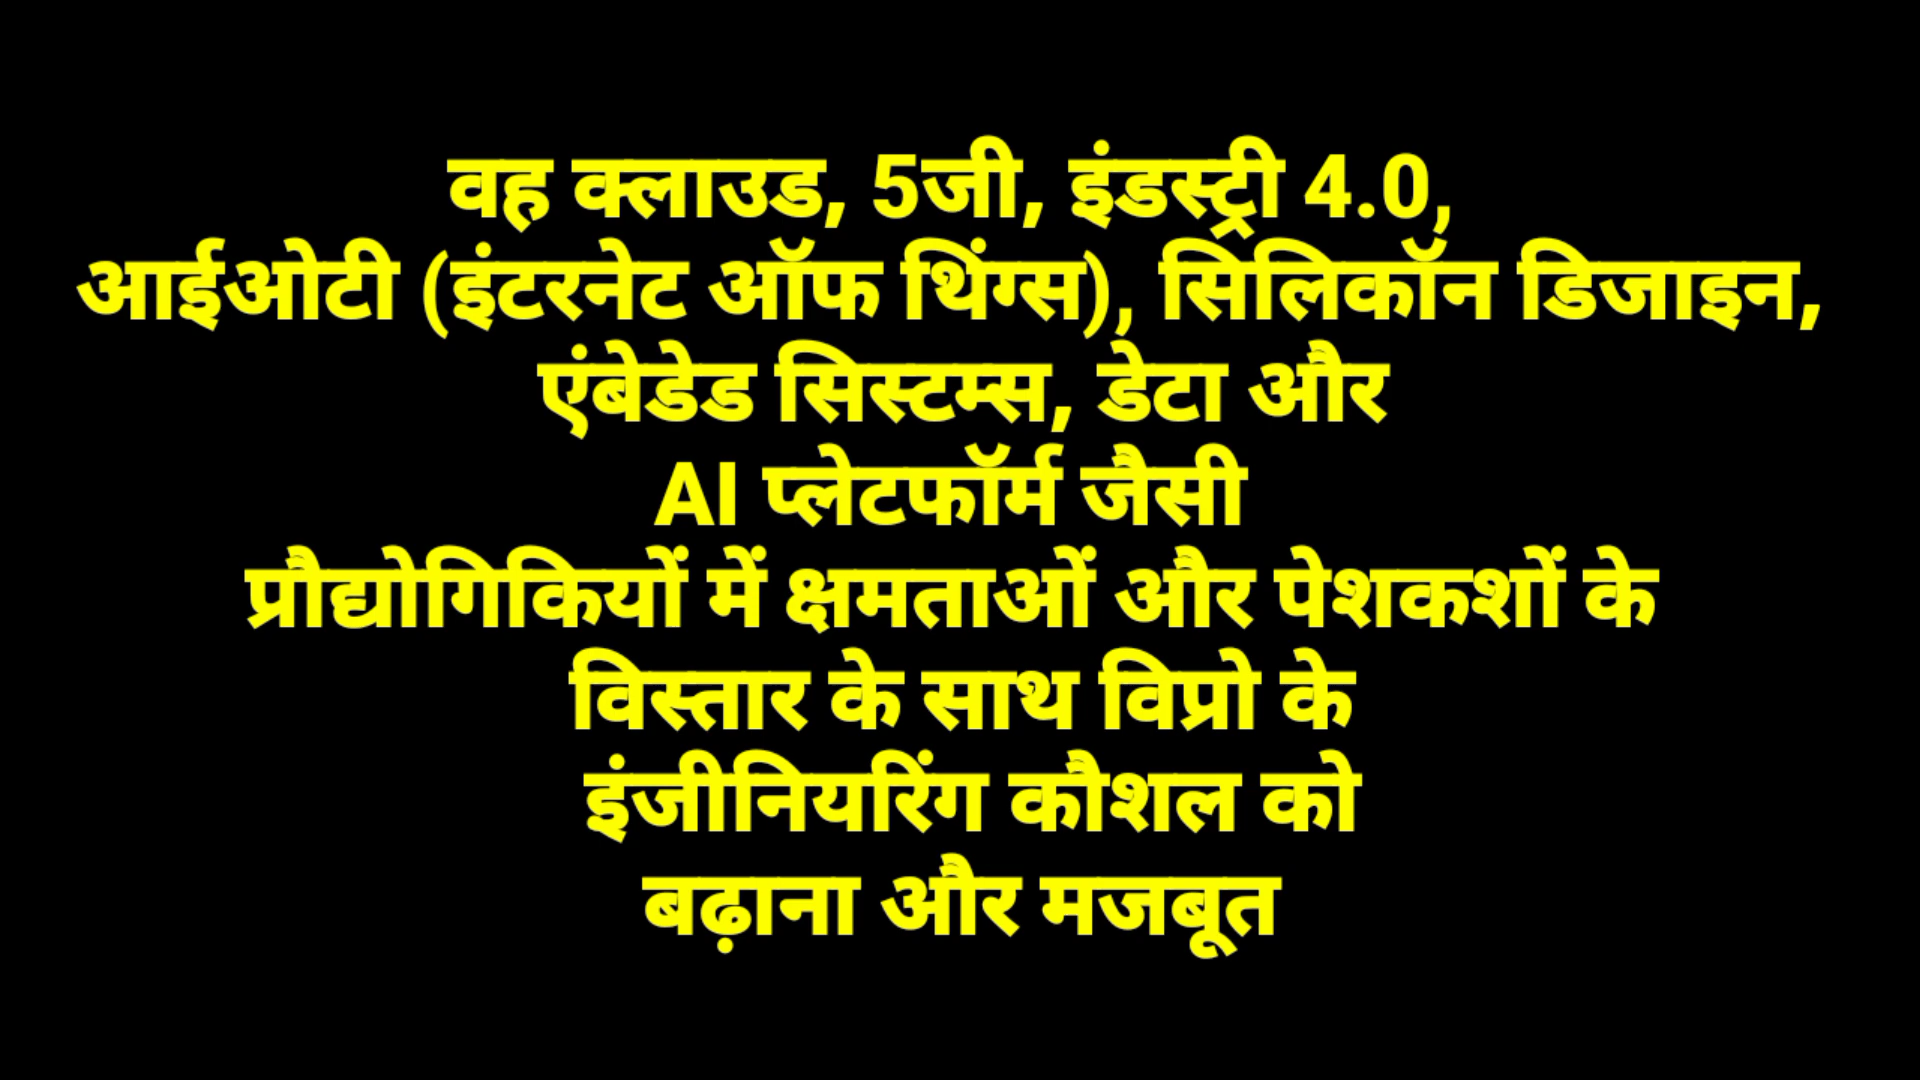 वह क्लाउड, 5जी, इंडस्ट्री 4.0,
आईओटी (इंटरनेट ऑफ थिंग्स), सिलिकॉन डिजाइन,
एंबेडेड सिस्टम्स, डेटा और
AI प्लेटफॉर्म जैसी
प्रौद्योगिकियों में क्षमताओं और पेशकशों के
विस्तार के साथ विप्रो के
इंजीनियरिंग कौशल को
बढ़ाना और मजबूत